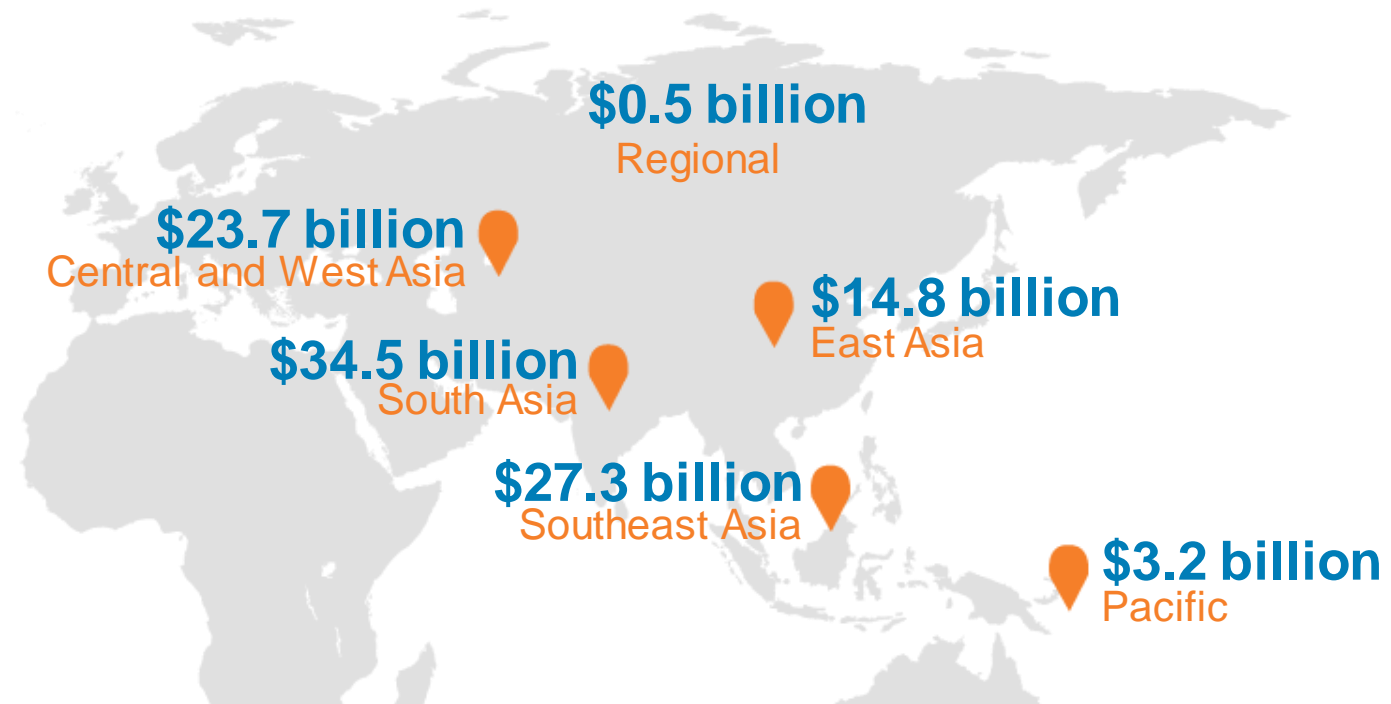 $0.5 billion
Regional
$23.7 billion
Central and West Asia
$14.8 billion
East Asia
$34.5 billion
South Asia
$27.3 billion
Southeast Asia
$3.2 billion
Pacific